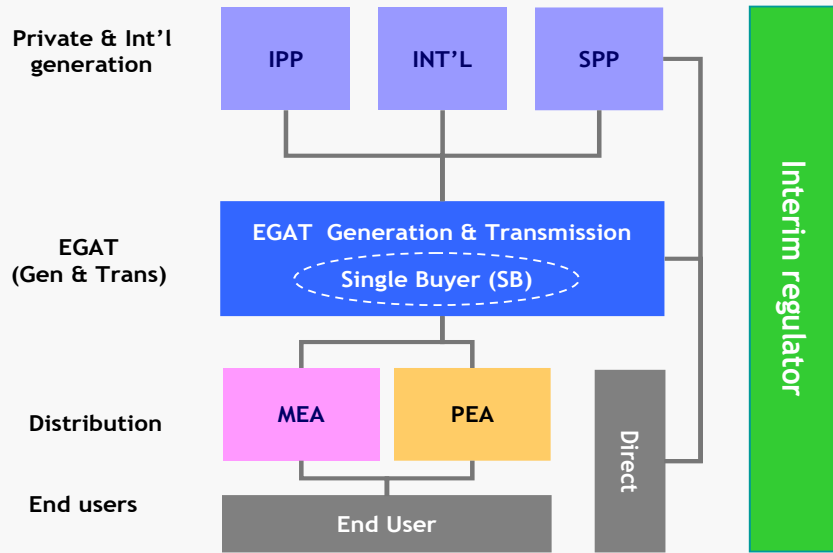 Private & Int’l
generation
IPP
INT’L
SPP
EGAT
(Gen & Trans)
EGAT Generation & Transmission
Single Buyer (SB)
Distribution
MEA
PEA
Direct
End users
End User
Interim regulator